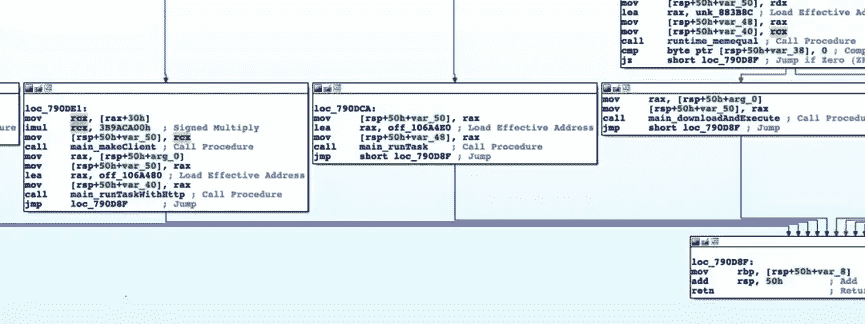 mov [rsp+50h+var_50], rdx
lea rax, unk_883B8C ; Load Effective Ad
mov [rsp+50h+var_48], rax
mov [rsp+50h+var_40], rcx
call runtime_memequal ; Call Procedure
cmp byte ptr [rsp+50h+var_38], 0 ; Comp
jz short loc_790D8F ; Jump if Zero (ZF
ure
loc_790DE1:
mov rcx, [rax+30h]
imul rcx, 3B9ACA00h ; Signed Multiply
mov [rsp+50h+var_50], rcx
call main_makeClient ; Call Procedure
mov rax, [rsp+50h+arg_0]
mov [rsp+50h+var_50], rax
lea rax, off_106A480 ; Load Effective Address
mov [rsp+50h+var_40], rax
call main_runTaskWithHttp ; Call Procedure
jmp loc_790D8F ; Jump
loc_790DCA:
mov [rsp+50h+var_50], rax
lea rax, off_106A4E0 ; Load Effective Address
mov [rsp+50h+var_48], rax
call main_runTask ; Call Procedure
jmp short loc_790D8F ; Jump
mov rax, [rsp+50h+arg_0]
mov [rsp+50h+var_50], rax
call main_downloadAndExecute ; Call Procedu
jmp short loc_790D8F ; Jump
loc_790D8F:
mov rbp, [rsp+50h+var_8]
add rsp, 50h ; Add
retn ; Retu